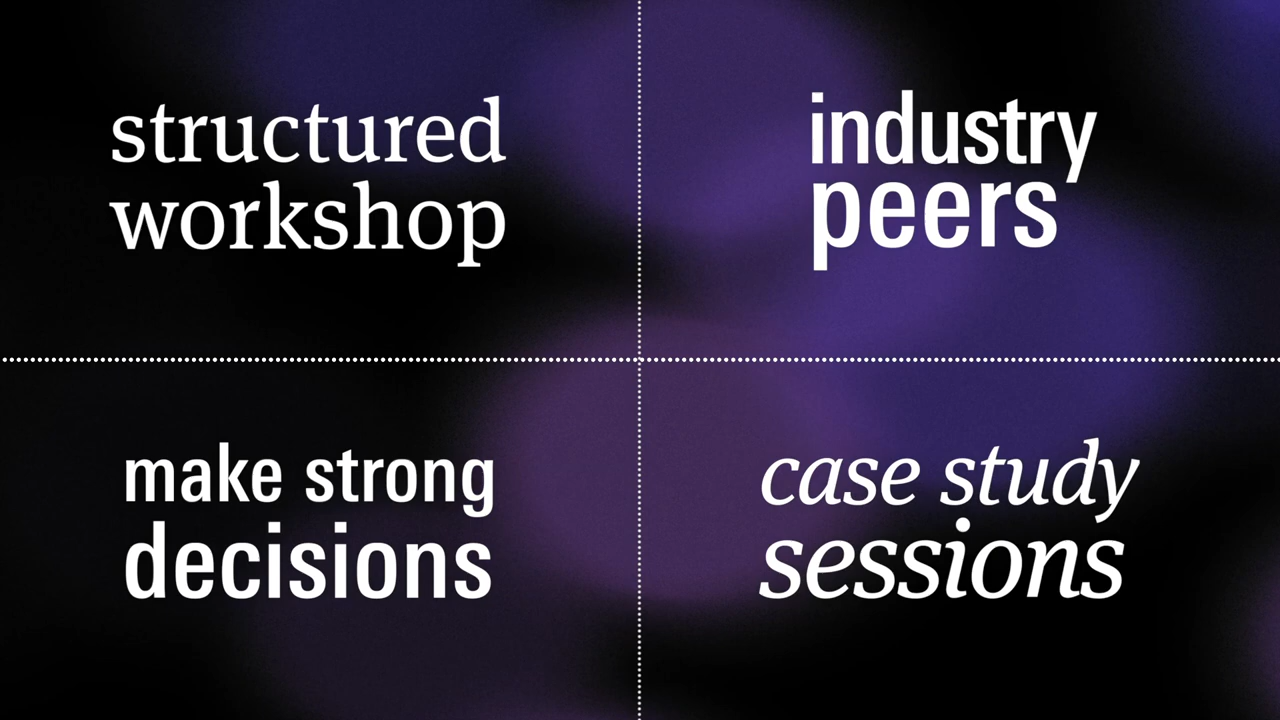 structured
workshop
industry
peers
make strong
decisions
case study
sessions